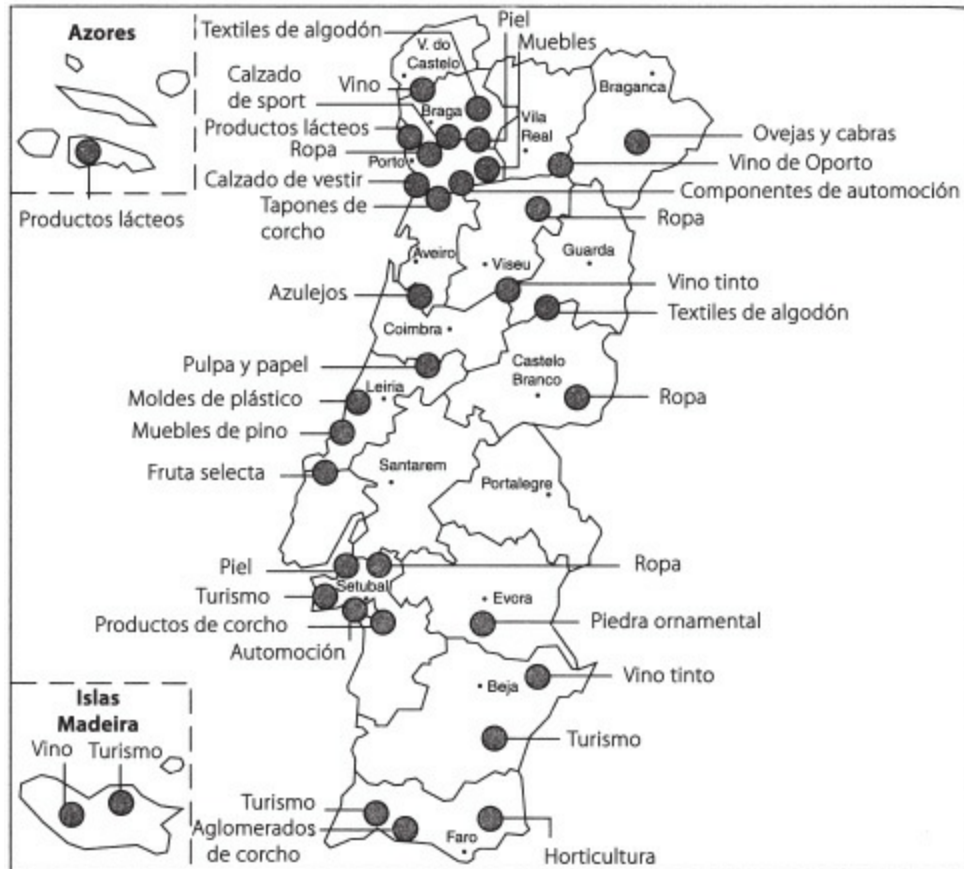 Azores
Productos lácteos
Textiles de algodón
Piel
Muebles
V. do
Castelo
Calzado
de sport
Vino
Braganca
Braga
Vila
Real
Productos lácteos
Ropa
Porto
Ovejas y cabras
Vino de Oporto
Calzado de vestir
Componentes de automoción
Tapones de
corcho
Ropa
Aveiro
Viseu
Guarda
Azulejos
Vino tinto
Textiles de algodón
Coimbra
Pulpa y papel
Castelo
Branco
Leiria
Moldes de plástico
Ropa
Muebles de pino
Fruta selecta
Santarem
Portalegre
Piel
Ropa
Setubal
Turismo
Evora
Productos de corcho
Piedra ornamental
Automoción
Vino tinto
Beja
Turismo
Islas
Madeira
Vino Turismo
Turismo
Aglomerados
de corcho
Faro
Horticultura